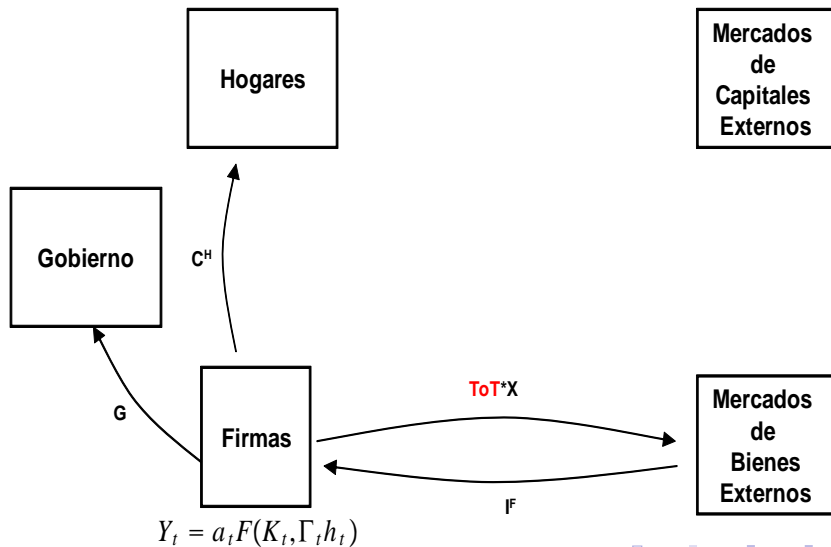 Hogares
Mercados
de
Capitales
Externos
Gobierno
Cᴴ
G
Firmas
ToT*X
Iᶠ
Mercados
de
Bienes
Externos
Yₜ = aₜF(Kₜ,Γₜhₜ)